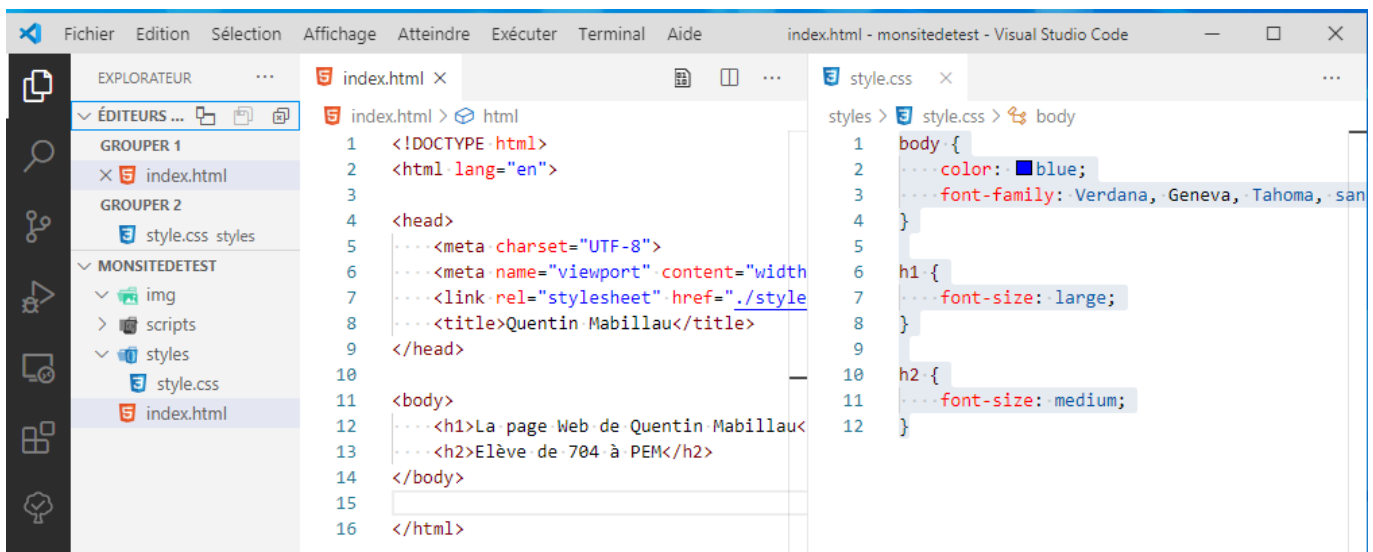 Fichier Edition Sélection Affichage Atteindre Exécuter Terminal Aide index.html - monsitedetest - Visual Studio Code
EXPLORATEUR
ÉDITEURS ...
GROUPER 1
index.html
GROUPER 2
style.css styles
MONSITEDETEST
img
scripts
styles
style.css
index.html
index.html
index.html > html
1 <!DOCTYPE html>
2 <html lang="en">
3
4 <head>
5 <meta charset="UTF-8">
6 <meta name="viewport" content="width
7 <link rel="stylesheet" href="./style
8 <title>Quentin Mabillau</title>
9 </head>
10
11 <body>
12 <h1>La page Web de Quentin Mabillau<
13 <h2>Elève de 704 à PEM</h2>
14 </body>
15
16 </html>
style.css
styles > style.css > body
1 body {
2 color: blue;
3 font-family: Verdana, Geneva, Tahoma, san
4 }
5
6 h1 {
7 font-size: large;
8 }
9
10 h2 {
11 font-size: medium;
12 }